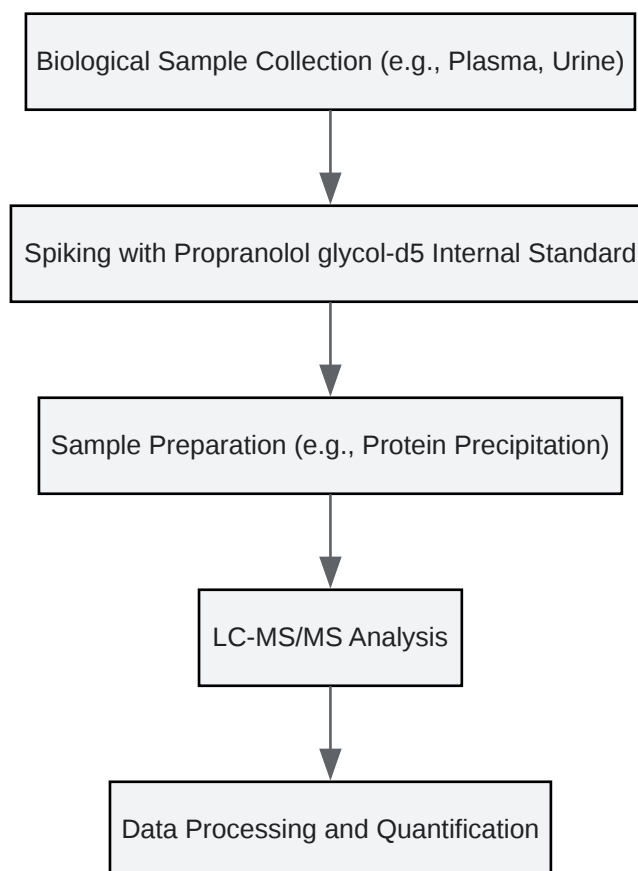 Biological Sample Collection (e.g., Plasma, Urine)
Spiking with Propranolol glycol-d5 Internal Standard
Sample Preparation (e.g., Protein Precipitation)
LC-MS/MS Analysis
Data Processing and Quantification